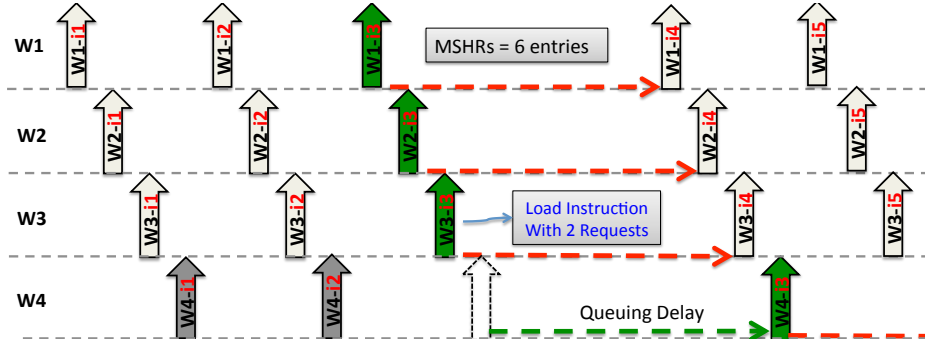 W1
W1-i1
W1-i2
W1-i3
MSHRs = 6 entries
W1-i4
W1-i5
W2
W2-i1
W2-i2
W2-i3
W2-i4
W2-i5
W3
W3-i1
W3-i2
W3-i3
Load Instruction
With 2 Requests
W3-i4
W3-i5
W4
W4-i1
W4-i2
Queuing Delay
W4-i3